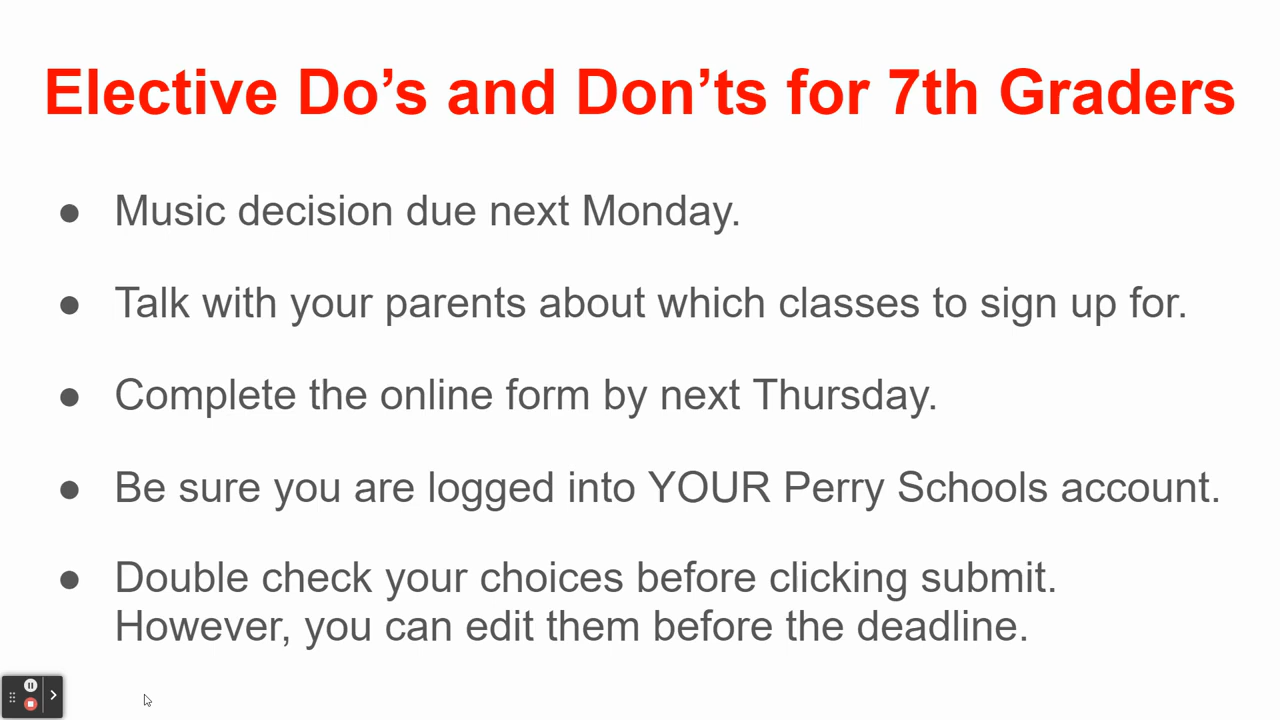 Elective Do’s and Don’ts for 7th Graders
● Music decision due next Monday.
● Talk with your parents about which classes to sign up for.
● Complete the online form by next Thursday.
● Be sure you are logged into YOUR Perry Schools account.
● Double check your choices before clicking submit.
However, you can edit them before the deadline.